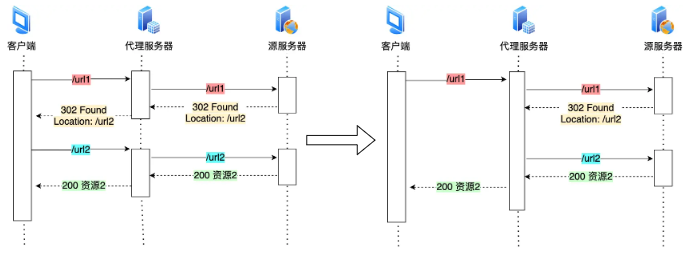 客户端
代理服务器
源服务器
/url1
/url1
302 Found
Location: /url2
302 Found
Location: /url2
/url2
/url2
200 资源2
200 资源2
客户端
代理服务器
源服务器
/url1
/url1
302 Found
Location: /url2
/url2
200 资源2
200 资源2